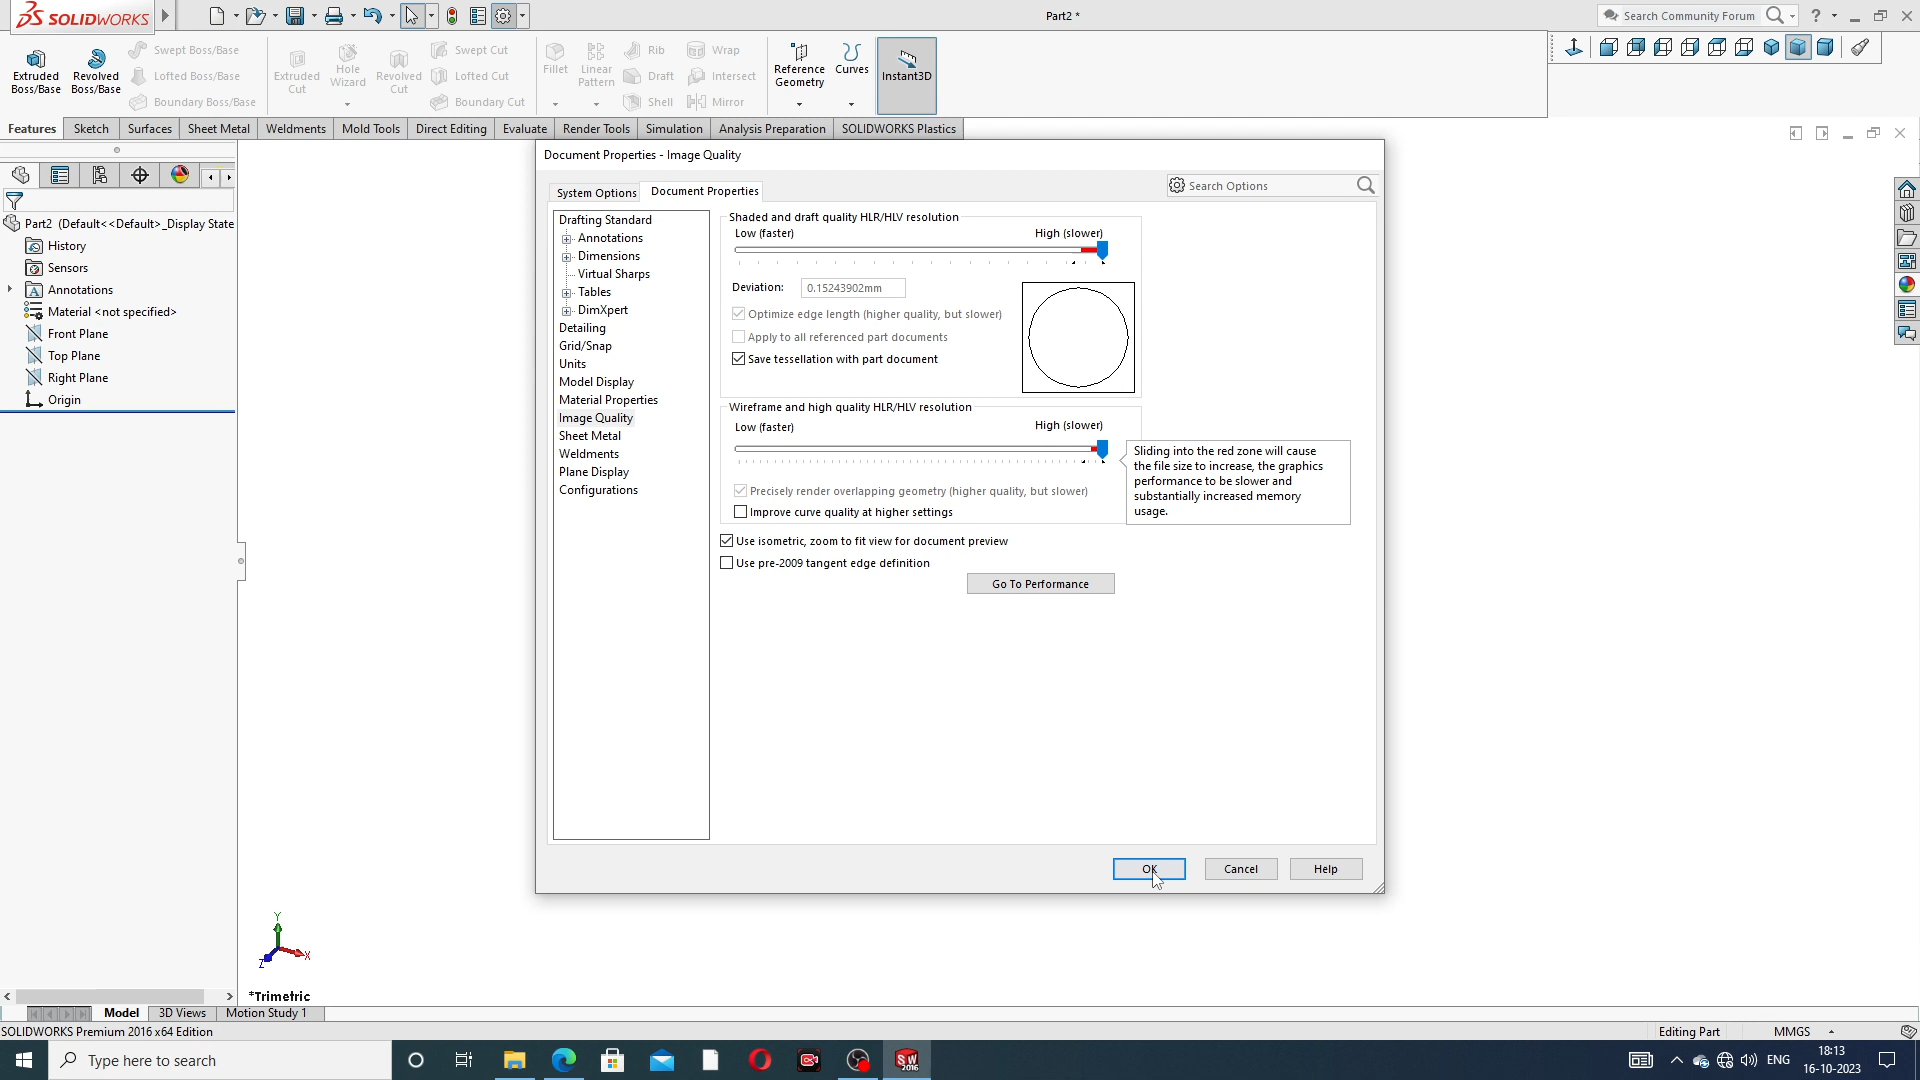 SOLIDWORKS
Part2 *
Search Community Forum
?
Extruded Boss/Base
Revolved Boss/Base
Swept Boss/Base
Lofted Boss/Base
Boundary Boss/Base
Extruded Cut
Hole Wizard
Revolved Cut
Swept Cut
Lofted Cut
Boundary Cut
Fillet
Linear Pattern
Rib
Draft
Shell
Wrap
Intersect
Mirror
Reference Geometry
Curves
Instant3D
Features
Sketch
Surfaces
Sheet Metal
Weldments
Mold Tools
Direct Editing
Evaluate
Render Tools
Simulation
Analysis Preparation
SOLIDWORKS Plastics
Part2 (Default<<Default>_Display State
History
Sensors
Annotations
Material <not specified>
Front Plane
Top Plane
Right Plane
Origin
Document Properties - Image Quality
System Options
Document Properties
Search Options
Drafting Standard
Annotations
Dimensions
Virtual Sharps
Tables
DimXpert
Detailing
Grid/Snap
Units
Model Display
Material Properties
Image Quality
Sheet Metal
Weldments
Plane Display
Configurations
Shaded and draft quality HLR/HLV resolution
Low (faster)
High (slower)
Deviation:
0.15243902mm
Optimize edge length (higher quality, but slower)
Apply to all referenced part documents
Save tessellation with part document
Wireframe and high quality HLR/HLV resolution
Low (faster)
High (slower)
Sliding into the red zone will cause
the file size to increase, the graphics
performance to be slower and
substantially increased memory
usage.
Precisely render overlapping geometry (higher quality, but slower)
Improve curve quality at higher settings
Use isometric, zoom to fit view for document preview
Use pre-2009 tangent edge definition
Go To Performance
OK
Cancel
Help
Y
X
Z
*Trimetric
Model
3D Views
Motion Study 1
SOLIDWORKS Premium 2016 x64 Edition
Editing Part
MMGS
Type here to search
SW
2016
ENG
18:13
16-10-2023